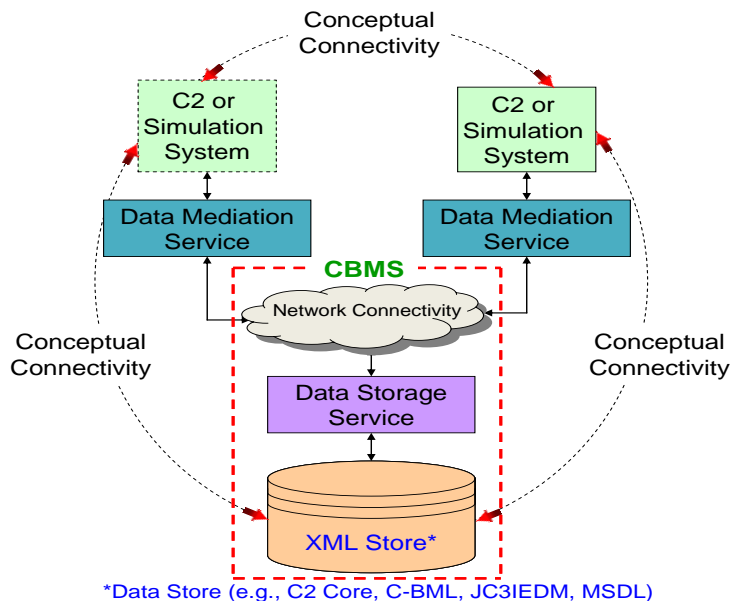 Conceptual
Connectivity
C2 or
Simulation
System
C2 or
Simulation
System
Data Mediation
Service
Data Mediation
Service
CBMS
Network Connectivity
Conceptual
Connectivity
Conceptual
Connectivity
Data Storage
Service
XML Store*
*Data Store (e.g., C2 Core, C-BML, JC3IEDM, MSDL)